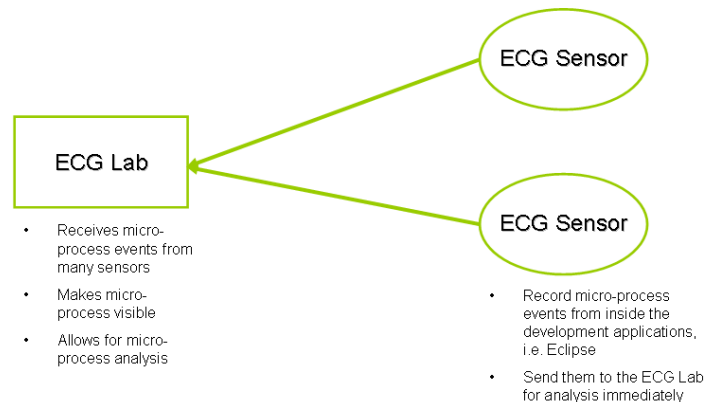 ECG Sensor
ECG Lab
ECG Sensor
• Receives micro-
process events from
many sensors
• Makes micro-
process visible
• Allows for micro-
process analysis
• Record micro-process
events from inside the
development applications,
i.e. Eclipse
• Send them to the ECG Lab
for analysis immediately